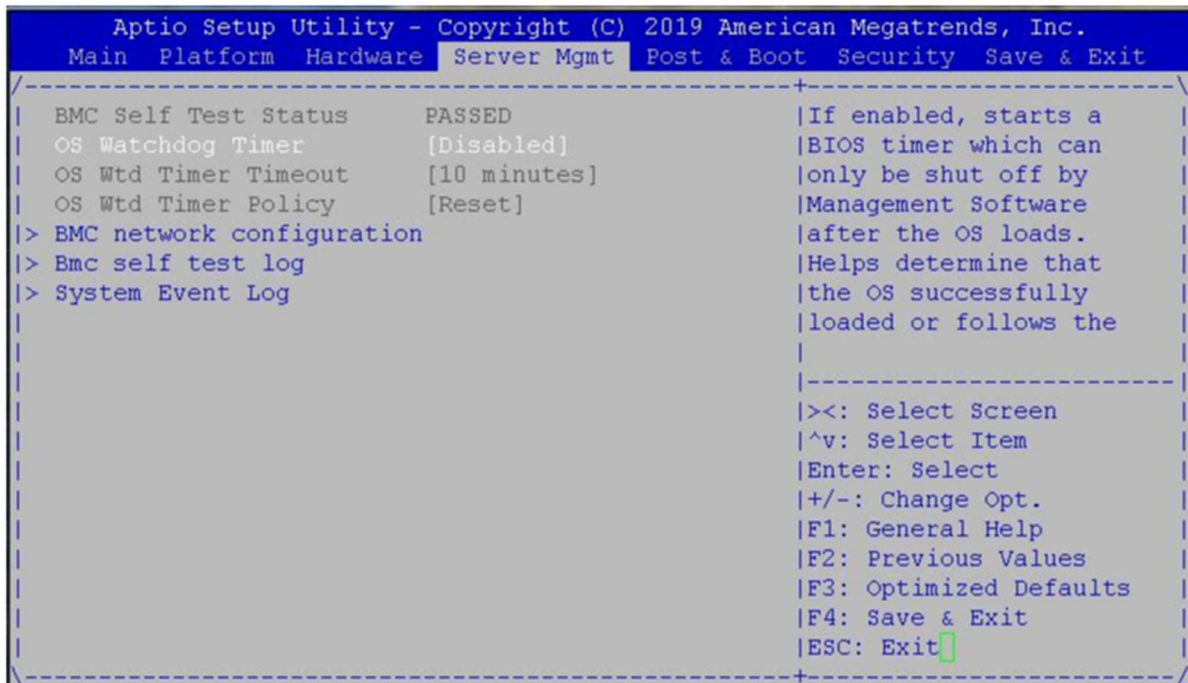 Aptio Setup Utility - Copyright (C) 2019 American Megatrends, Inc.
Main Platform Hardware Server Mgmt Post & Boot Security Save & Exit
BMC Self Test Status PASSED
OS Watchdog Timer [Disabled]
OS Wtd Timer Timeout [10 minutes]
OS Wtd Timer Policy [Reset]
> BMC network configuration
> Bmc self test log
> System Event Log
If enabled, starts a
BIOS timer which can
only be shut off by
Management Software
after the OS loads.
Helps determine that
the OS successfully
loaded or follows the
><: Select Screen
^v: Select Item
Enter: Select
+/-: Change Opt.
F1: General Help
F2: Previous Values
F3: Optimized Defaults
F4: Save & Exit
ESC: Exit